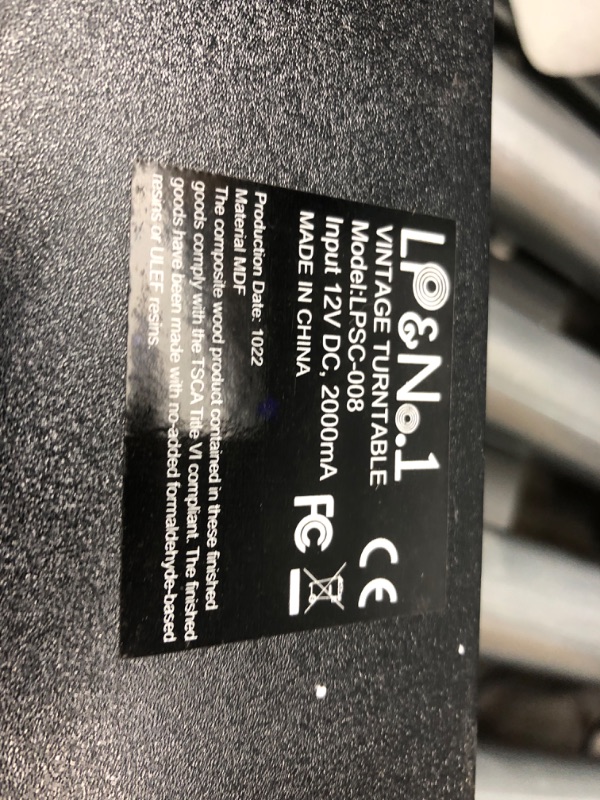 LP&No.1
VINTAGE TURNTABLE
Model:LPSC-008
Input 12V DC, 2000mA
MADE IN CHINA
CE
FC
Production Date: 1022
Material MDF
The composite wood product contained in these finished
goods comply with the TSCA Title VI compliant. The finished
goods have been made with no-added formaldehyde-based
resins or ULEF resins.